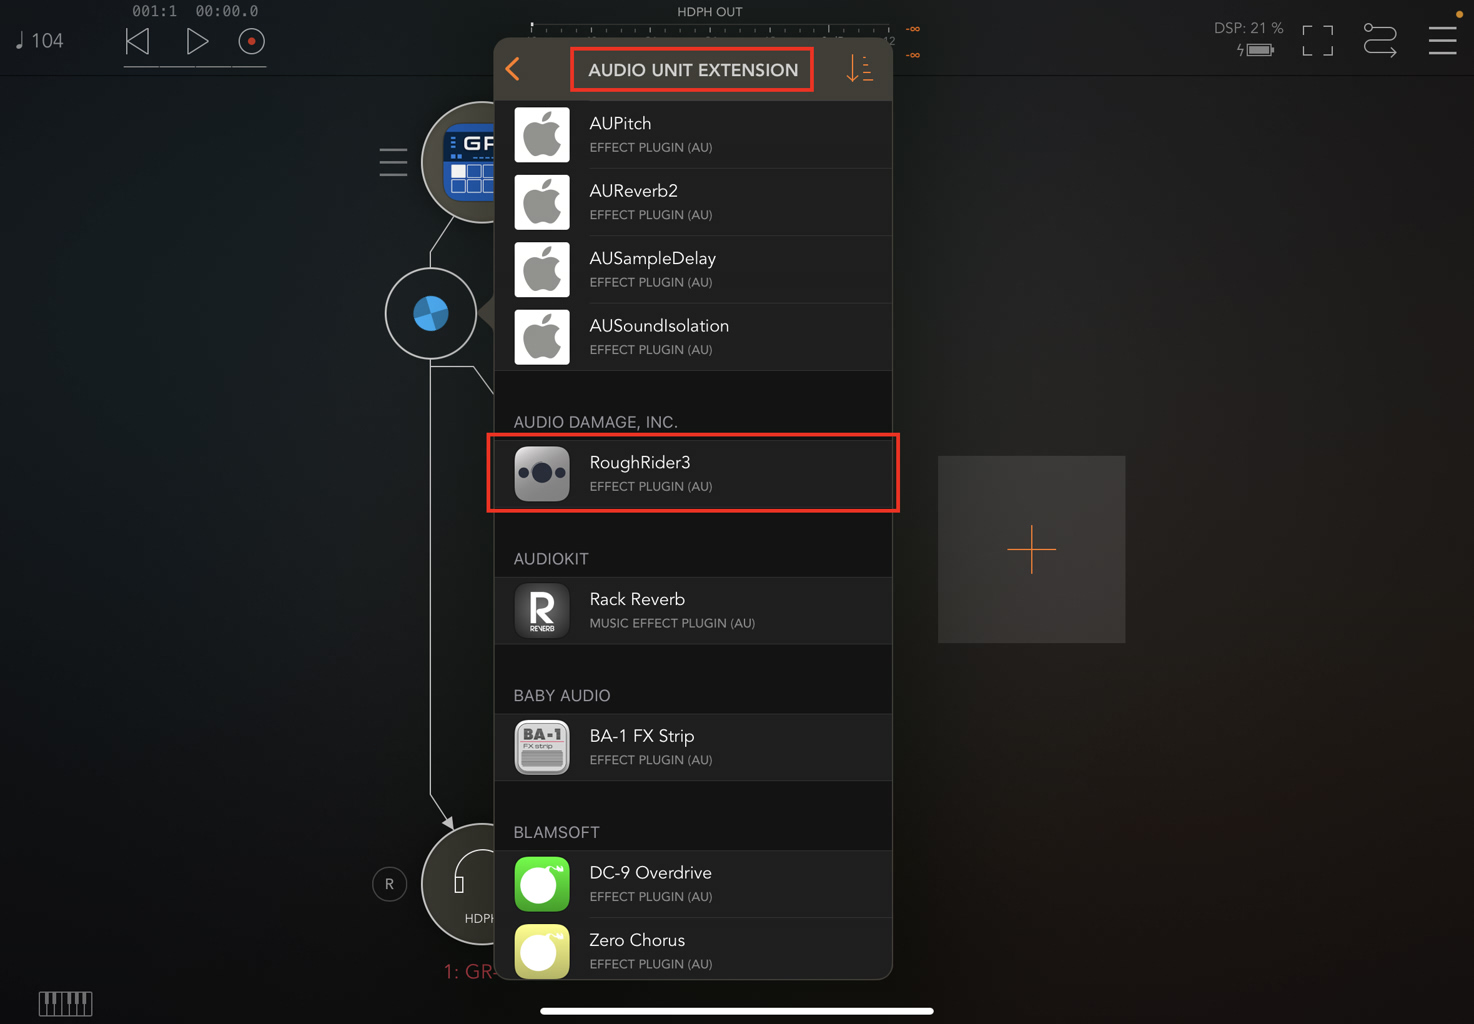 001:1 00:00.0
104
HDPH OUT
-∞
-∞
DSP: 21 %
AUDIO UNIT EXTENSION
AUPitch
EFFECT PLUGIN (AU)
AUReverb2
EFFECT PLUGIN (AU)
AUSampleDelay
EFFECT PLUGIN (AU)
AUSoundIsolation
EFFECT PLUGIN (AU)
AUDIO DAMAGE, INC.
RoughRider3
EFFECT PLUGIN (AU)
AUDIOKIT
R
REVERB
Rack Reverb
MUSIC EFFECT PLUGIN (AU)
BABY AUDIO
BA-1
FX strip
BA-1 FX Strip
EFFECT PLUGIN (AU)
BLAMSOFT
DC-9 Overdrive
EFFECT PLUGIN (AU)
Zero Chorus
EFFECT PLUGIN (AU)
GR
R
HDPH
1: GR-